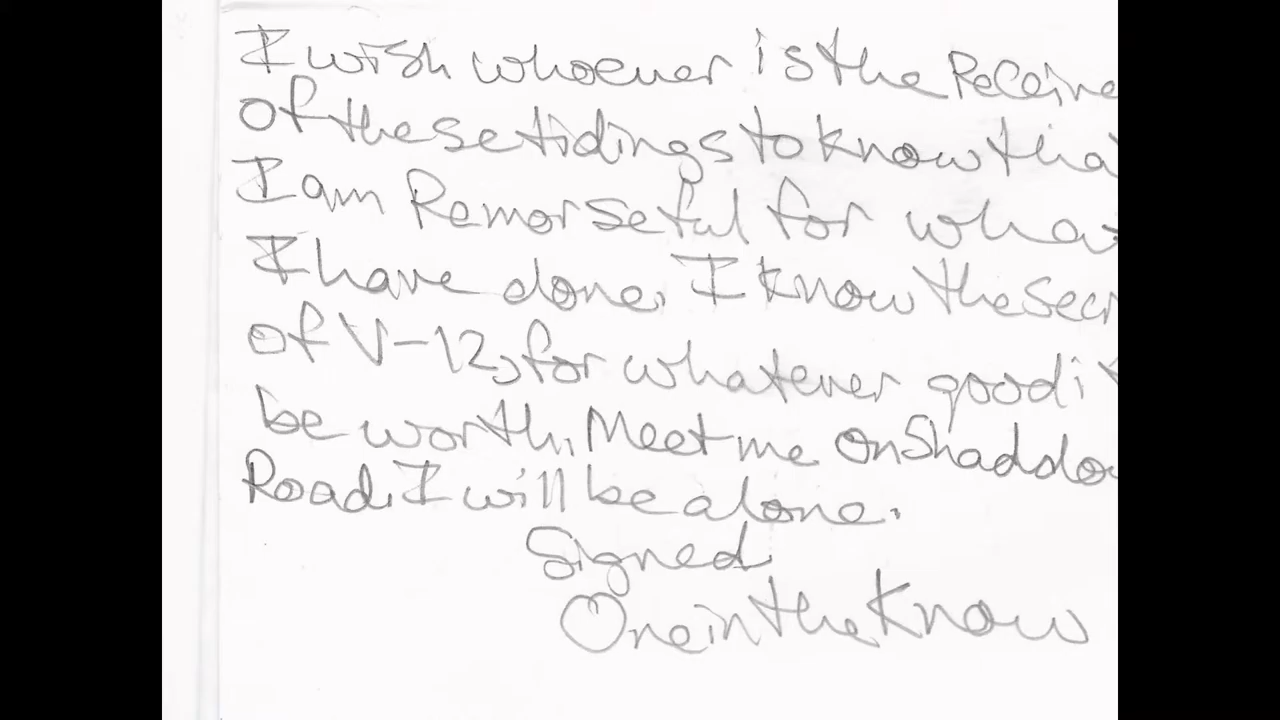 I wish whoever is the Receive
of these tidings to know tha
I am Remorseful for wha
I have done. I know the secr
of V-12, for whatever good it
be worth. Meet me On Shaddo
Road. I will be alone.
Signed
One in the Know